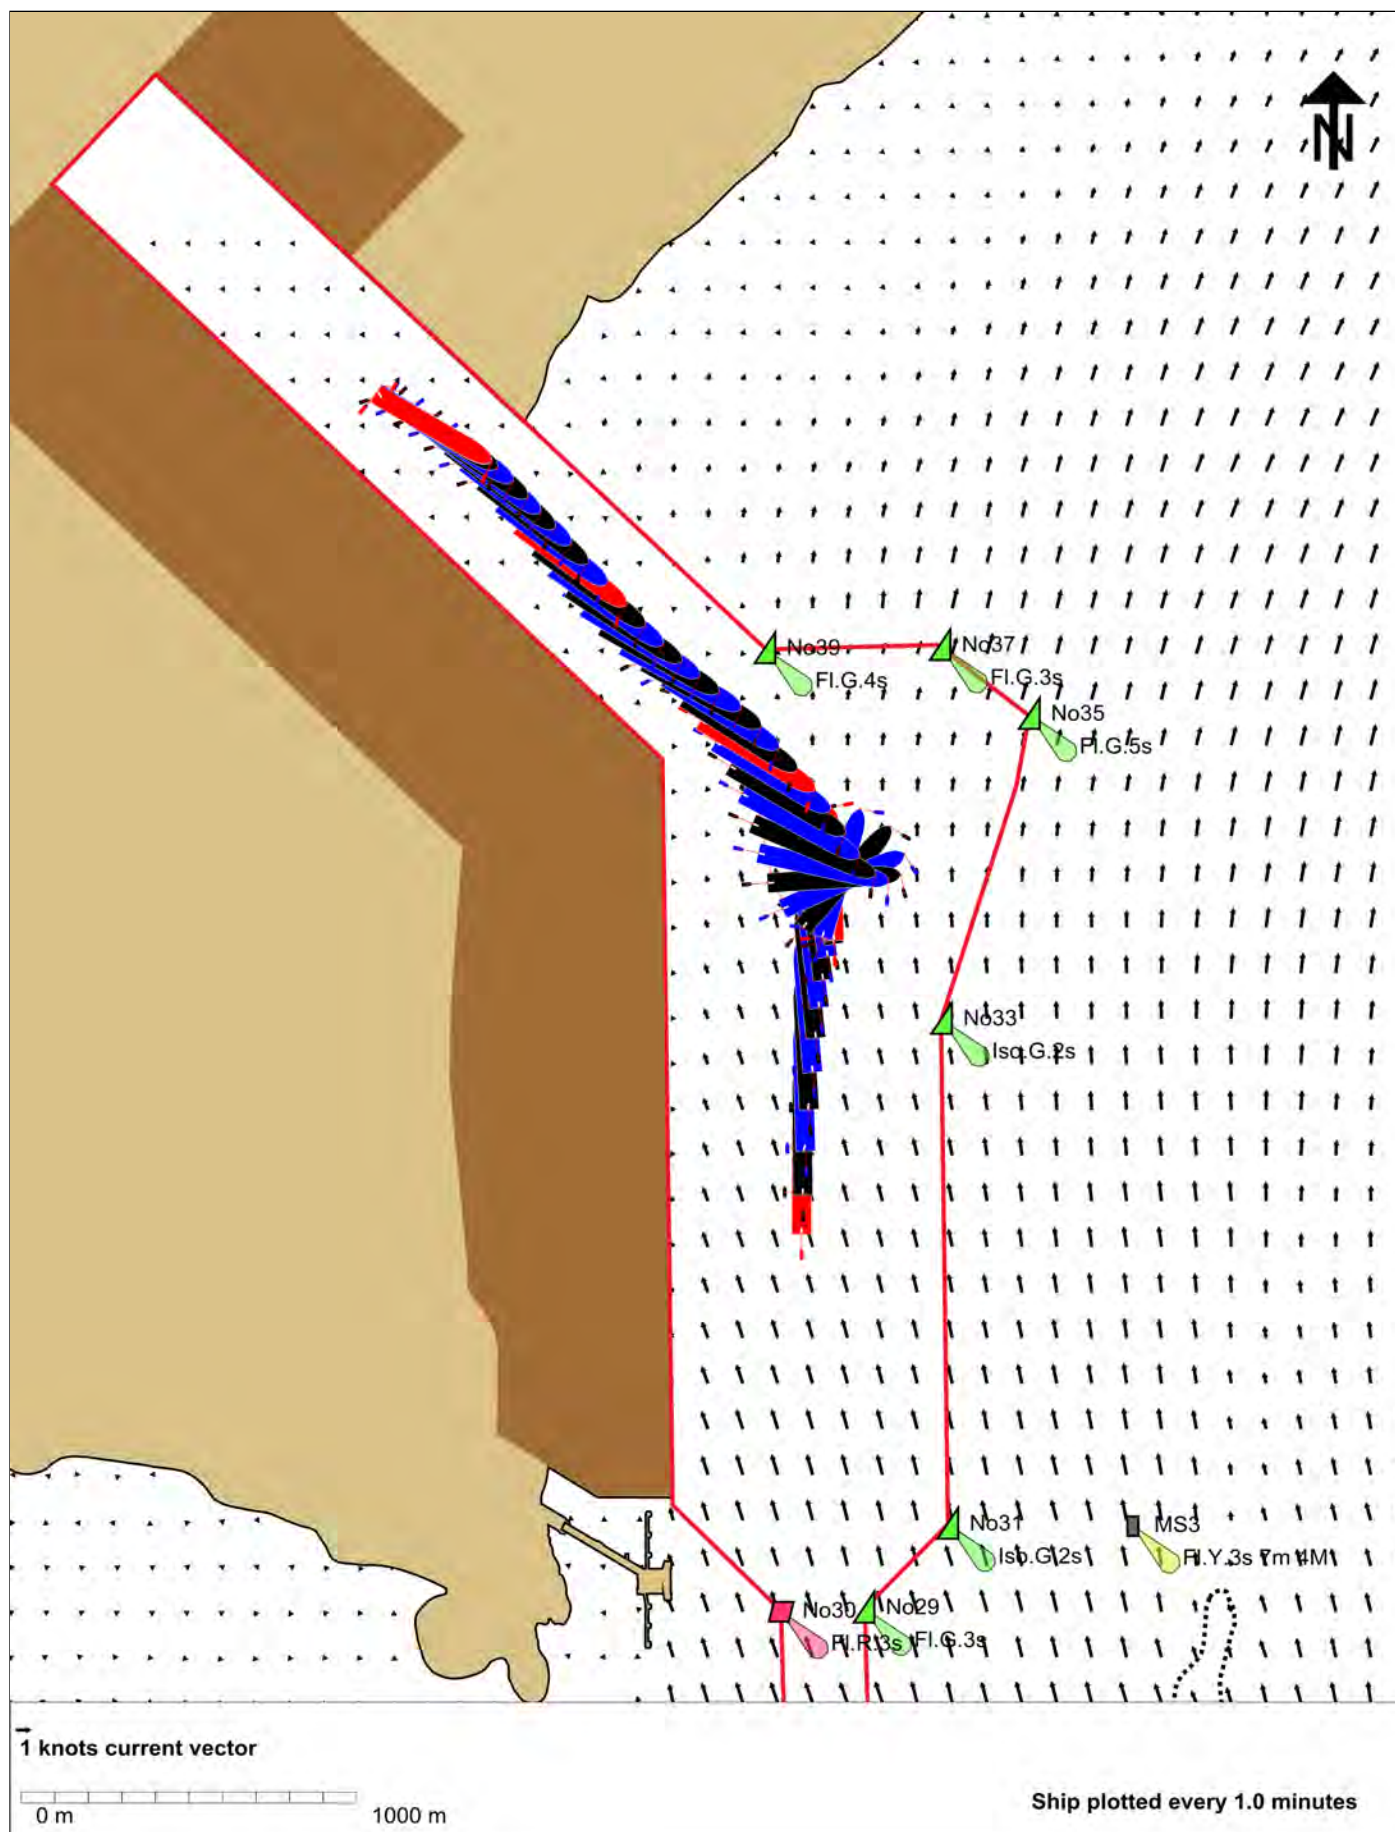 N
No39
Fl.G.4s
No37
Fl.G.3s
No35
Fl.G.5s
No33
Iso.G.2s
No31
Iso.G.2s
MS3
Fl.Y.3s 7m 4M
No30
Fl.R.3s
No29
Fl.G.3s
1 knots current vector
0 m 1000 m
Ship plotted every 1.0 minutes